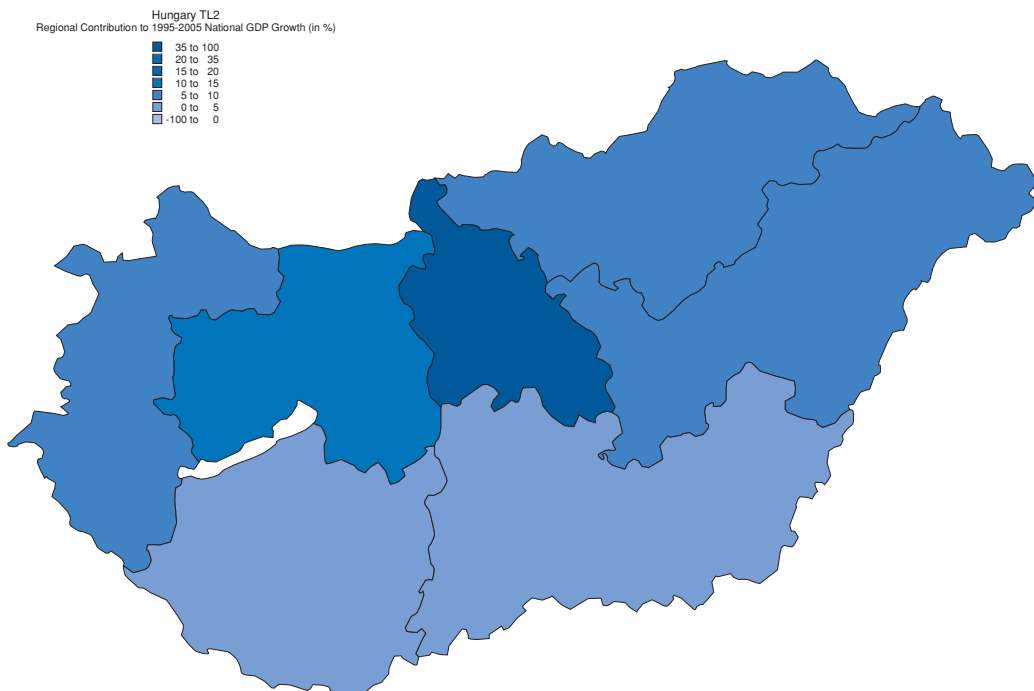 Hungary TL2
Regional Contribution to 1995-2005 National GDP Growth (in %)
35 to 100
20 to 35
15 to 20
10 to 15
5 to 10
0 to 5
-100 to 0